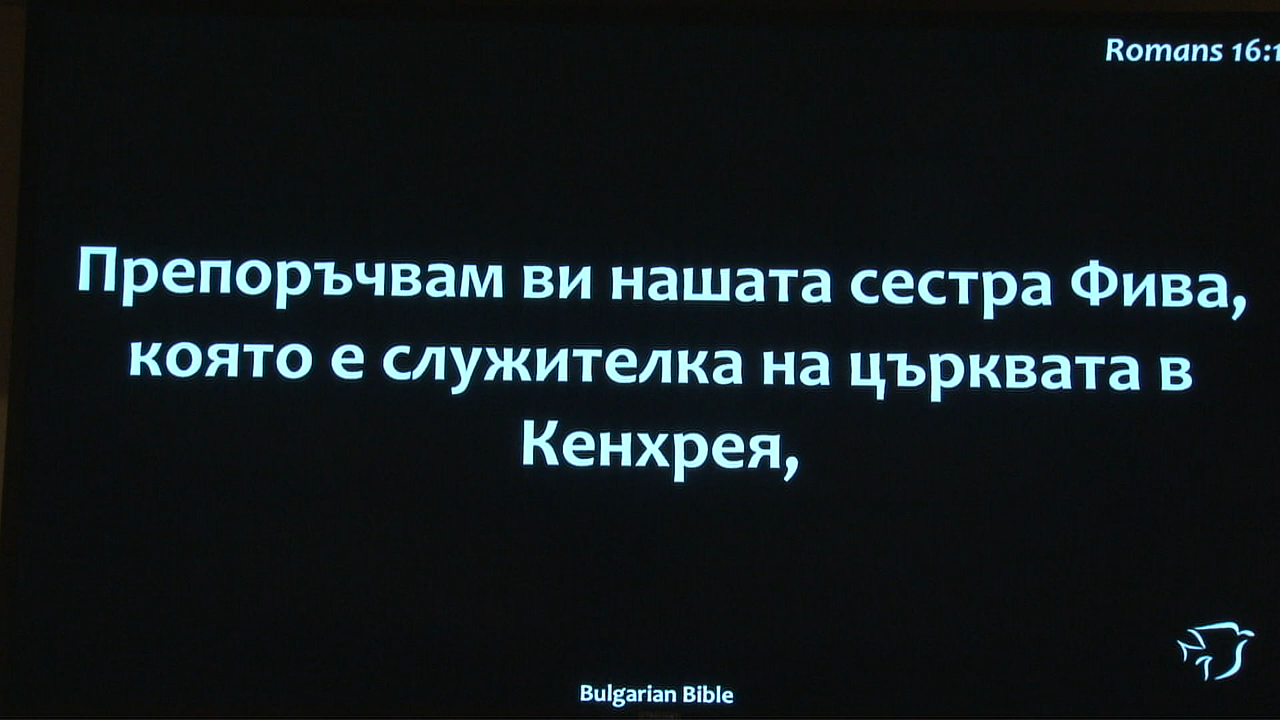 Romans 16:1
Препоръчвам ви нашата сестра Фива,
която е служителка на църквата в
Кенхрея,
Bulgarian Bible